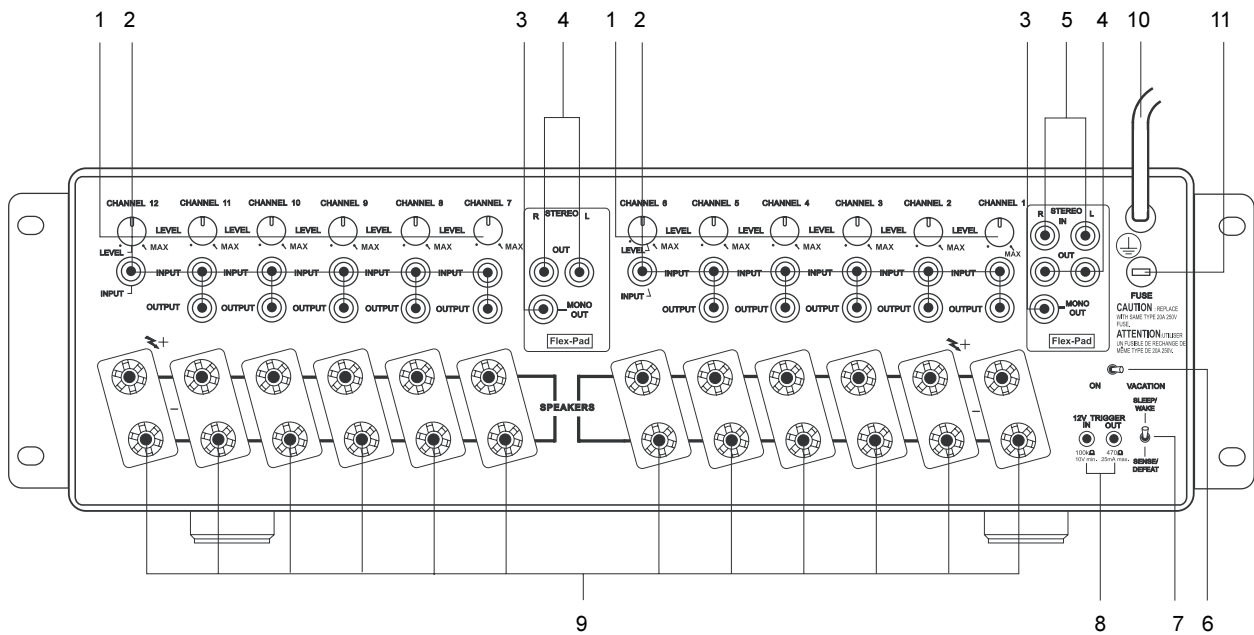 1 2 3 4 1 2 3 5 4 10 11
CHANNEL 12 CHANNEL 11 CHANNEL 10 CHANNEL 9 CHANNEL 8 CHANNEL 7
R STEREO L
CHANNEL 6 CHANNEL 5 CHANNEL 4 CHANNEL 3 CHANNEL 2 CHANNEL 1
R STEREO L
IN
LEVEL LEVEL LEVEL LEVEL LEVEL
MAX MAX MAX MAX MAX MAX
LEVEL
OUT
LEVEL LEVEL LEVEL LEVEL LEVEL
MAX MAX MAX MAX MAX MAX
LEVEL
OUT
INPUT INPUT INPUT INPUT INPUT
INPUT
INPUT INPUT INPUT INPUT INPUT
INPUT
OUTPUT OUTPUT OUTPUT OUTPUT OUTPUT
MONO
OUT
OUTPUT OUTPUT OUTPUT OUTPUT OUTPUT
MONO
OUT
Flex-Pad
Flex-Pad
FUSE
CAUTION : REPLACE
WITH SAME TYPE 20A 250V
FUSE.
ATTENTION :UTILISER
UN FUSIBLE DE RECHANGE DE
MÊME TYPE DE 20A 250V.
+ +
- -
SPEAKERS
ON VACATION
SLEEP/
WAKE
12V TRIGGER
IN OUT
100kΩ 470Ω
10V min. 25mA max.
SENSE/
DEFEAT
9 8 7 6